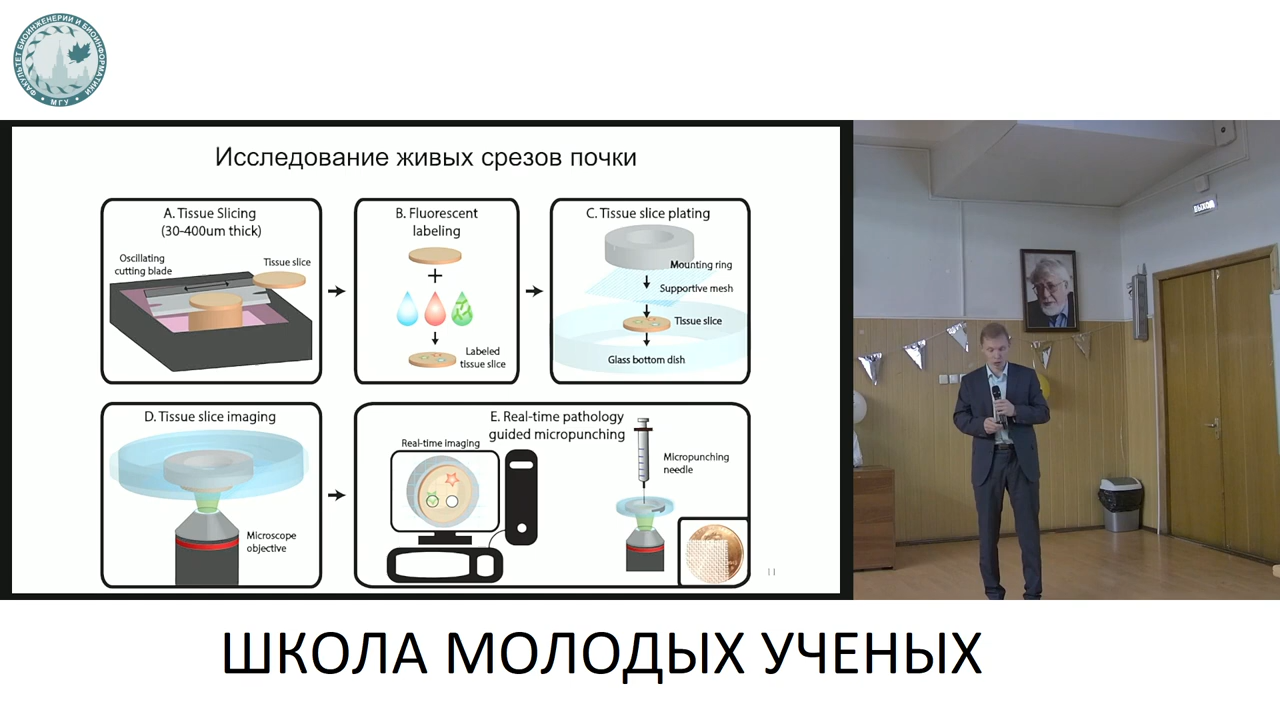 ФАКУЛЬТЕТ БИОИНЖЕНЕРИИ И БИОИНФОРМАТИКИ
МГУ
Исследование живых срезов почки
A. Tissue Slicing
(30-400um thick)
Oscillating
cutting blade
Tissue slice
B. Fluorescent
labeling
+
Labeled
tissue slice
C. Tissue slice plating
Mounting ring
Supportive mesh
Tissue slice
Glass bottom dish
D. Tissue slice imaging
Microscope
objective
E. Real-time pathology
guided micropunching
Real-time imaging
Micropunching
needle
11
ВЫХОД
ШКОЛА МОЛОДЫХ УЧЕНЫХ